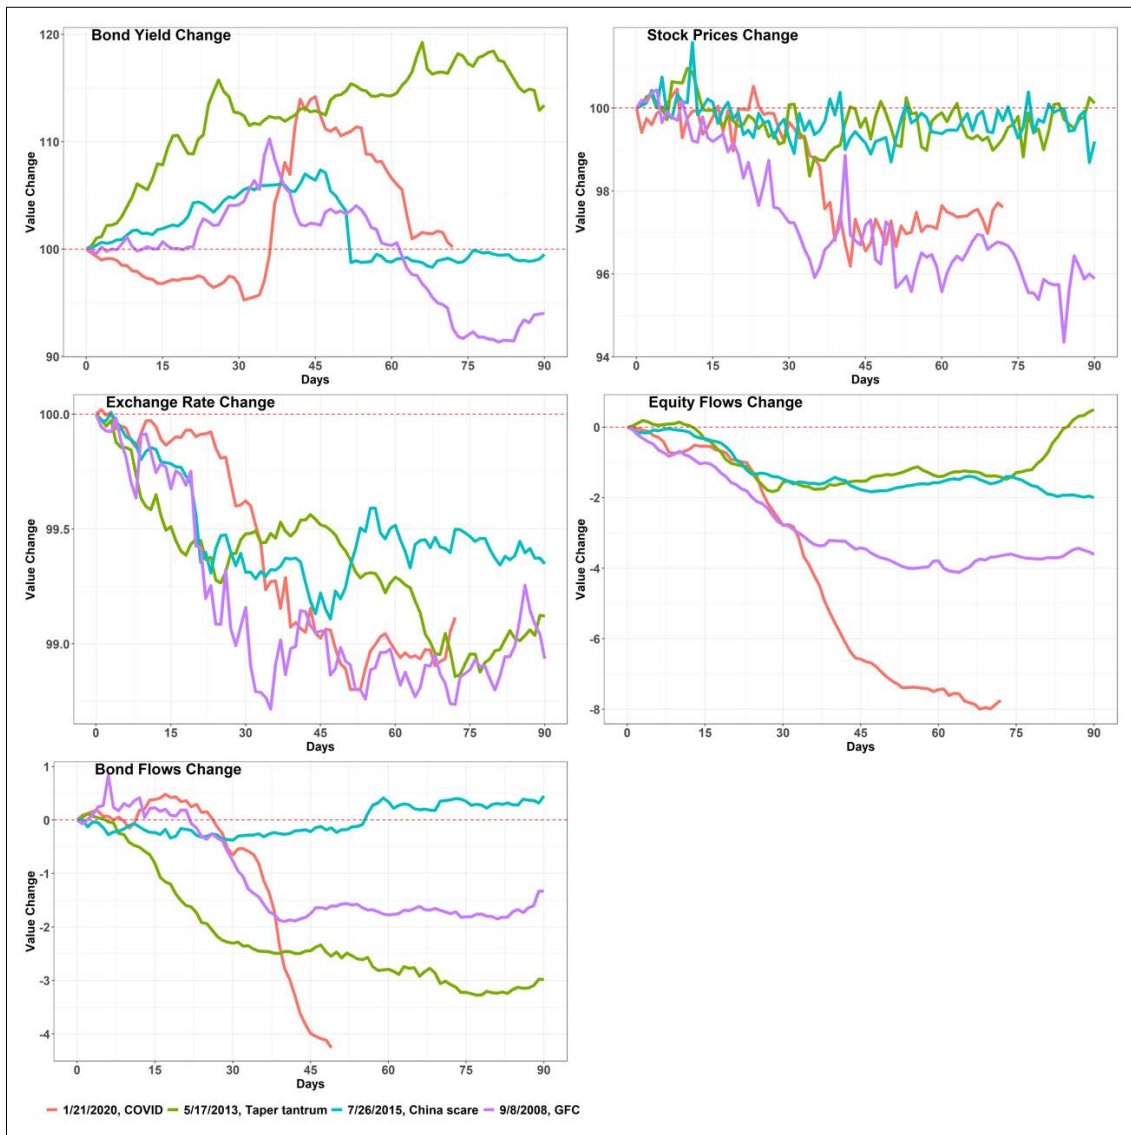 Bond Yield Change
120
110
100
90
Value Change
0 15 30 45 60 75 90
Days
Stock Prices Change
100
98
96
94
Value Change
0 15 30 45 60 75 90
Days
Exchange Rate Change
100.0
99.5
99.0
Value Change
0 15 30 45 60 75 90
Days
Equity Flows Change
0
-2
-4
-6
-8
Value Change
0 15 30 45 60 75 90
Days
Bond Flows Change
1
0
-1
-2
-3
-4
Value Change
0 15 30 45 60 75 90
Days
1/21/2020, COVID 5/17/2013, Taper tantrum 7/26/2015, China scare 9/8/2008, GFC